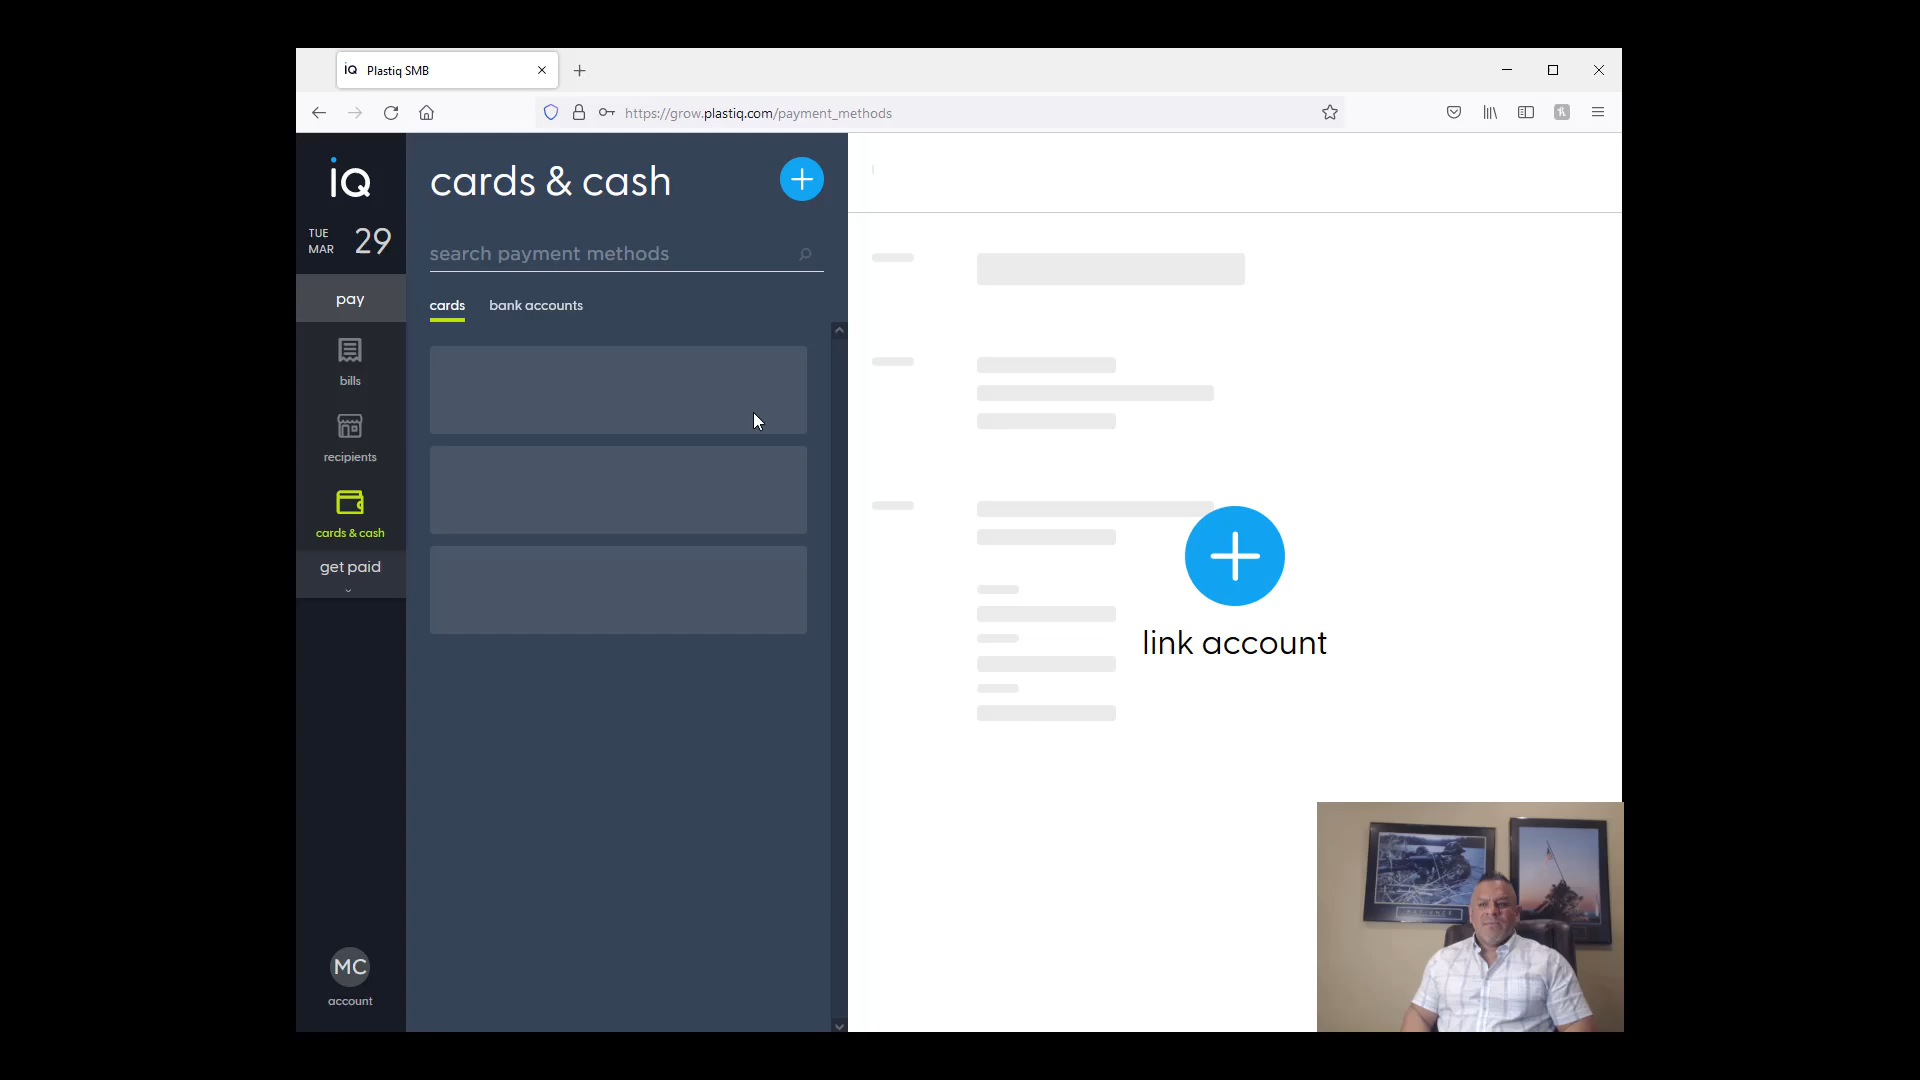 iQ Plastiq SMB
https://grow.plastiq.com/payment_methods
iQ
TUE
MAR
29
pay
bills
recipients
cards & cash
get paid
MC
account
cards & cash
search payment methods
cards bank accounts
link account
PATIENCE